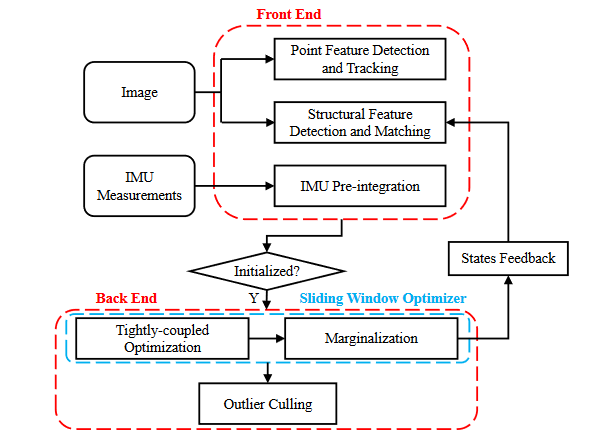 Front End
Point Feature Detection
and Tracking
Image
Structural Feature
Detection and Matching
IMU
Measurements
IMU Pre-integration
States Feedback
Initialized?
Y
Back End
Sliding Window Optimizer
Tightly-coupled
Optimization
Marginalization
Outlier Culling